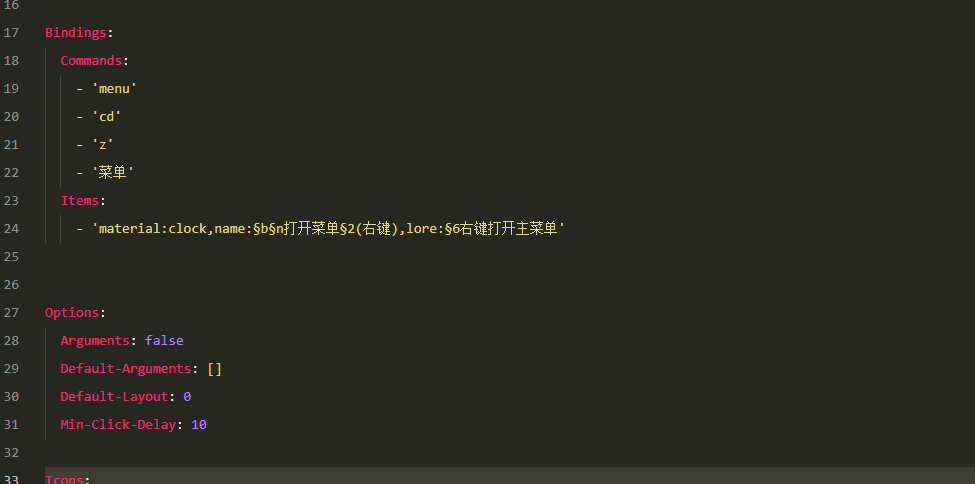 16
17 Bindings:
18 Commands:
19 - 'menu'
20 - 'cd'
21 - 'z'
22 - '菜单'
23 Items:
24 - 'material:clock,name:§b§n打开菜单§2(右键),lore:§6右键打开主菜单'
25
26
27 Options:
28 Arguments: false
29 Default-Arguments: []
30 Default-Layout: 0
31 Min-Click-Delay: 10
32
33 Icons: